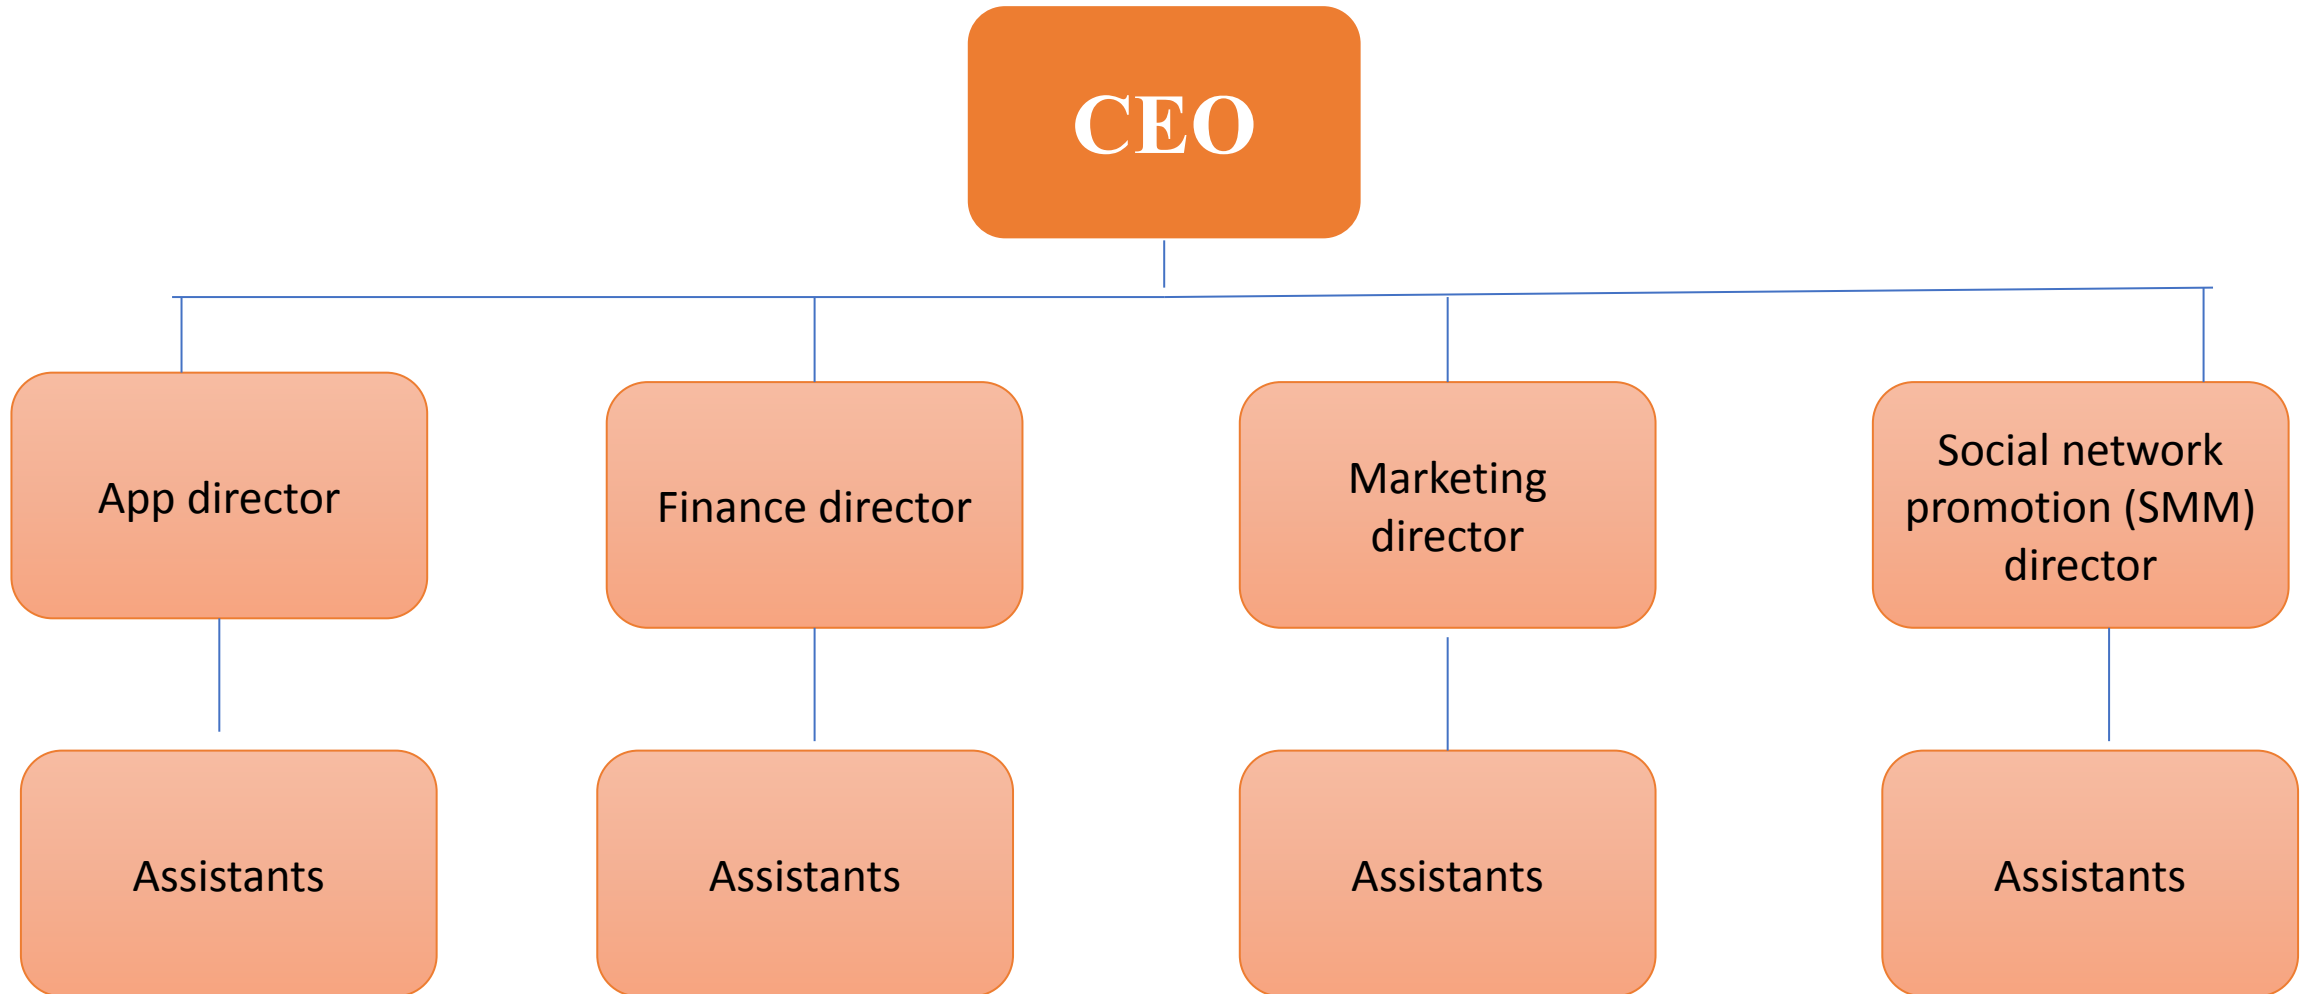 CEO
App director
Finance director
Marketing
director
Social network
promotion (SMM)
director
Assistants
Assistants
Assistants
Assistants